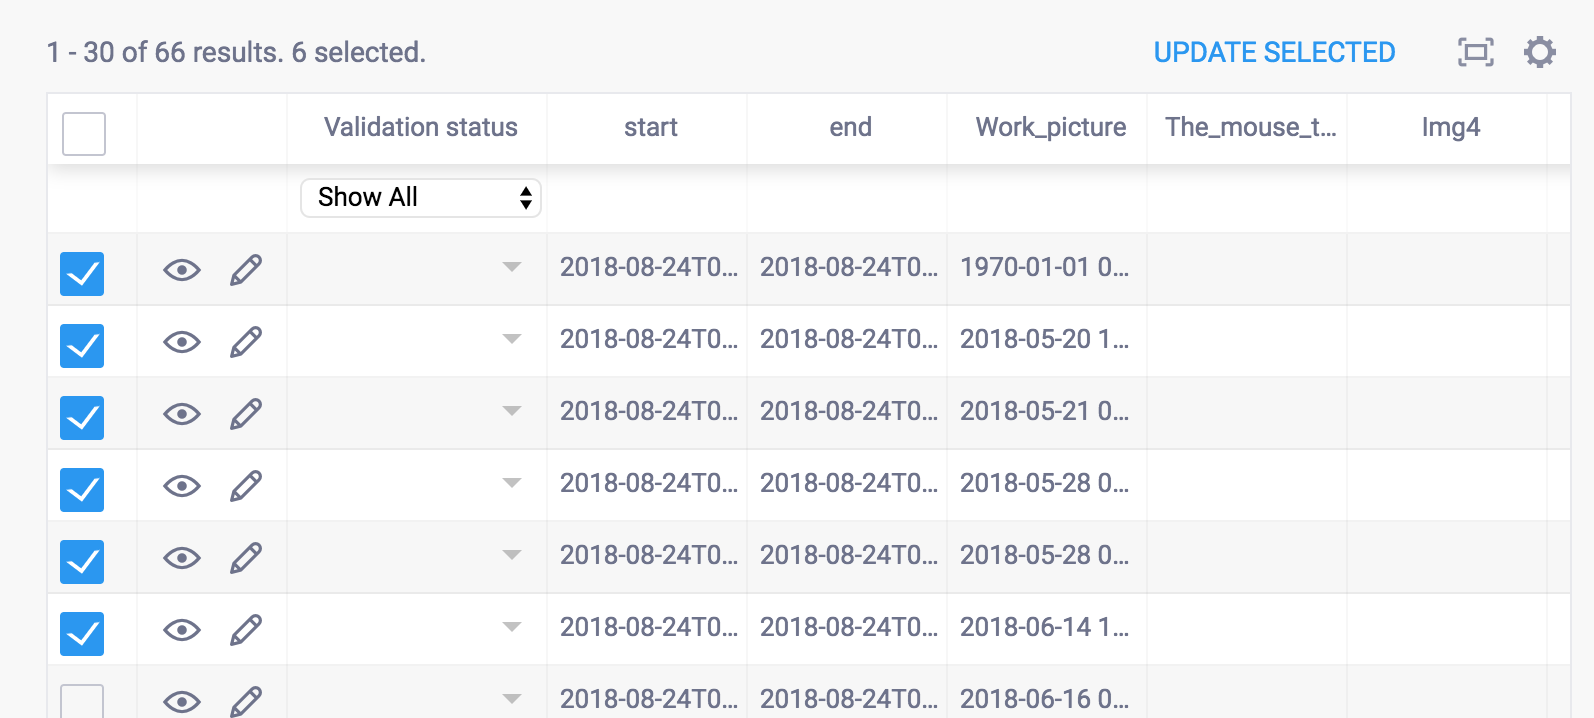 1 - 30 of 66 results. 6 selected. UPDATE SELECTED
Validation status start end Work_picture The_mouse_t... Img4
Show All
2018-08-24T0... 2018-08-24T0... 1970-01-01 0...
2018-08-24T0... 2018-08-24T0... 2018-05-20 1...
2018-08-24T0... 2018-08-24T0... 2018-05-21 0...
2018-08-24T0... 2018-08-24T0... 2018-05-28 0...
2018-08-24T0... 2018-08-24T0... 2018-05-28 0...
2018-08-24T0... 2018-08-24T0... 2018-06-14 1...
2018-08-24T0... 2018-08-24T0... 2018-06-16 0...